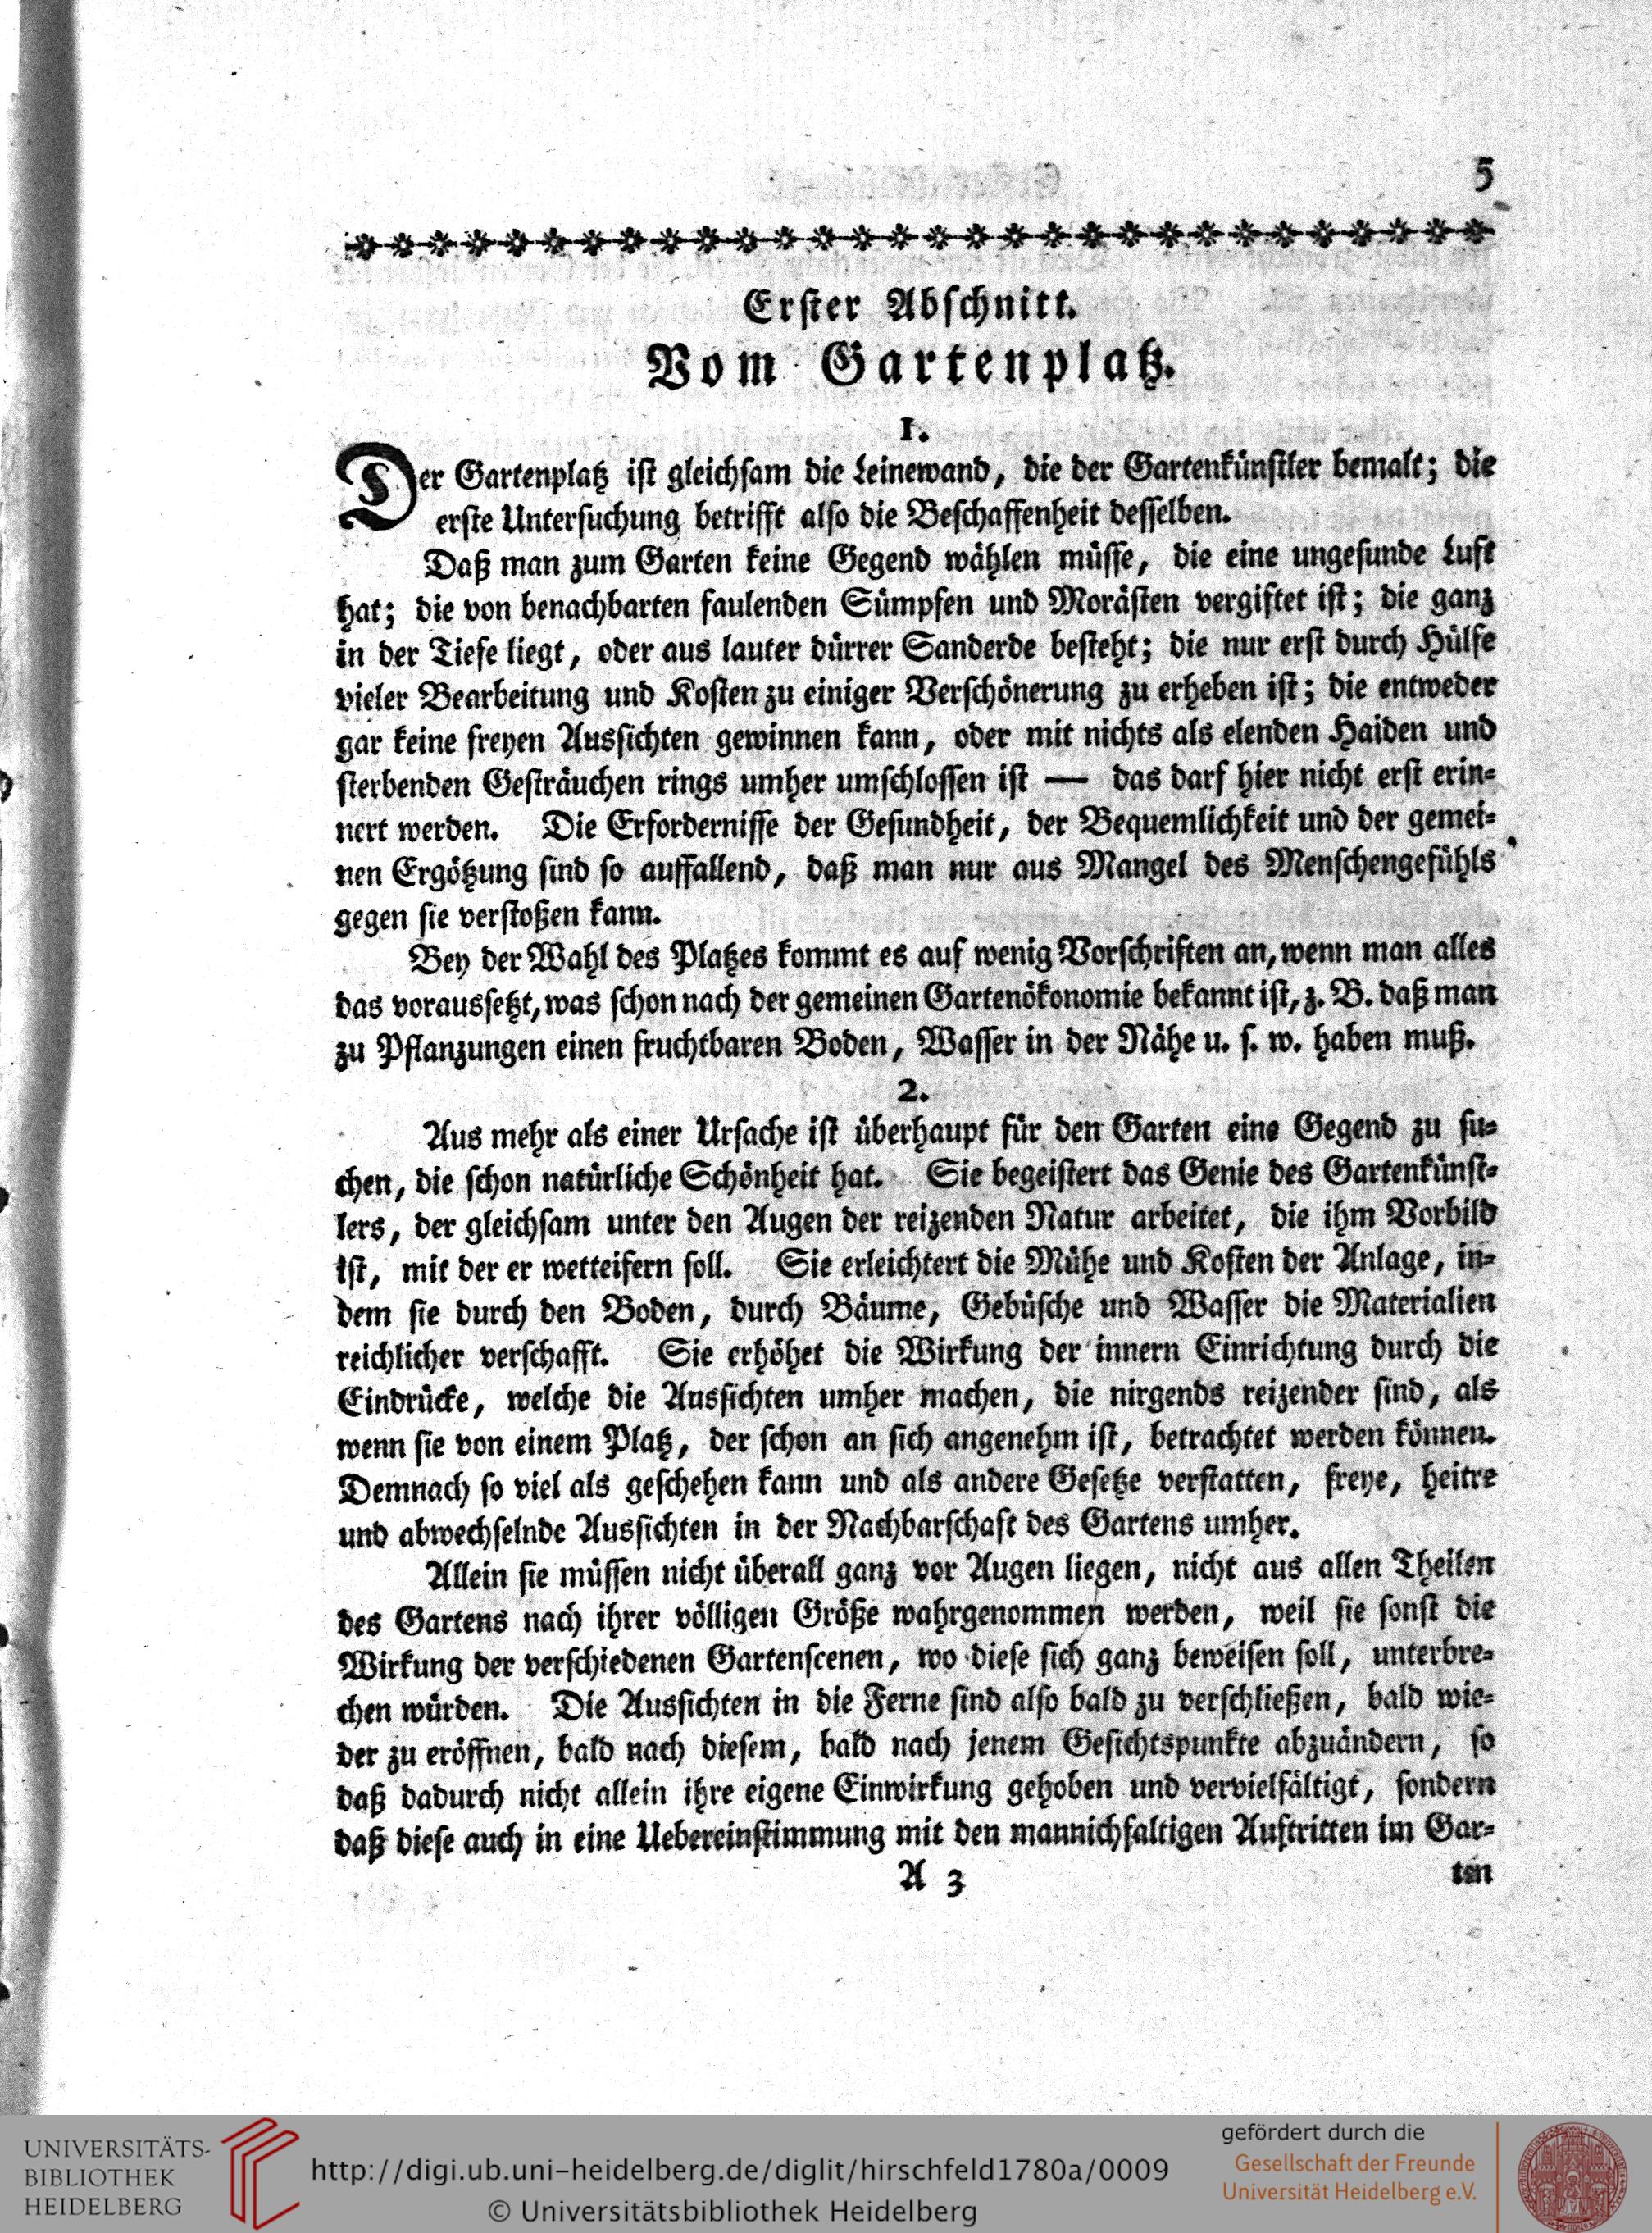 5
Erster Abschnitt.
Vom Gartenplatz.
1.
Der Gartenplatz ist gleichsam die Leinewand, die der Gartenkünstler bemalt; die
erste Untersuchung betrifft also die Beschaffenheit desselben.
Daß man zum Garten keine Gegend wählen müsse, die eine ungesunde Luft
hat; die von benachbarten faulenden Sümpfen und Morästen vergiftet ist; die ganz
in der Tiefe liegt, oder aus lauter dürrer Sanderde besteht; die nur erst durch Hülfe
vieler Bearbeitung und Kosten zu einiger Verschönerung zu erheben ist; die entweder
gar keine freyen Aussichten gewinnen kann, oder mit nichts als elenden Haiden und
sterbenden Gesträuchen rings umher umschlossen ist — das darf hier nicht erst erin-
nert werden. Die Erfordernisse der Gesundheit, der Bequemlichkeit und der gemei-
nen Ergötzung sind so auffallend, daß man nur aus Mangel des Menschengefühls
gegen sie verstoßen kann.
Bey der Wahl des Platzes kommt es auf wenig Vorschriften an, wenn man alles
das voraussetzt, was schon nach der gemeinen Gartenökonomie bekannt ist, z. B. daß man
zu Pflanzungen einen fruchtbaren Boden, Wasser in der Nähe u. s. w. haben muß.
2.
Aus mehr als einer Ursache ist überhaupt für den Garten eine Gegend zu su-
chen, die schon natürliche Schönheit hat. Sie begeistert das Genie des Gartenkünst-
lers, der gleichsam unter den Augen der reizenden Natur arbeitet, die ihm Vorbild
ist, mit der er wetteifern soll. Sie erleichtert die Mühe und Kosten der Anlage, in-
dem sie durch den Boden, durch Bäume, Gebüsche und Wasser die Materialien
reichlicher verschafft. Sie erhöhet die Wirkung der innern Einrichtung durch die
Eindrücke, welche die Aussichten umher machen, die nirgends reizender sind, als
wenn sie von einem Platz, der schon an sich angenehm ist, betrachtet werden können.
Demnach so viel als geschehen kann und als andere Gesetze verstatten, freye, heitre
und abwechselnde Aussichten in der Nachbarschaft des Gartens umher.
Allein sie müssen nicht überall ganz vor Augen liegen, nicht aus allen Theilen
des Gartens nach ihrer völligen Größe wahrgenommen werden, weil sie sonst die
Wirkung der verschiedenen Gartenscenen, wo diese sich ganz beweisen soll, unterbre-
chen würden. Die Aussichten in die Ferne sind also bald zu verschließen, bald wie-
der zu eröffnen, bald nach diesem, bald nach jenem Gesichtspunkte abzuändern, so
daß dadurch nicht allein ihre eigene Einwirkung gehoben und vervielfältigt, sondern
daß diese auch in eine Uebereinstimmung mit den mannichfaltigen Auftritten im Gar-
A 3 ten
UNIVERSITÄTS-
BIBLIOTHEK
HEIDELBERG
http://digi.ub.uni-heidelberg.de/diglit/hirschfeld1780a/0009
© Universitätsbibliothek Heidelberg
gefördert durch die
Gesellschaft der Freunde
Universität Heidelberg e.V.